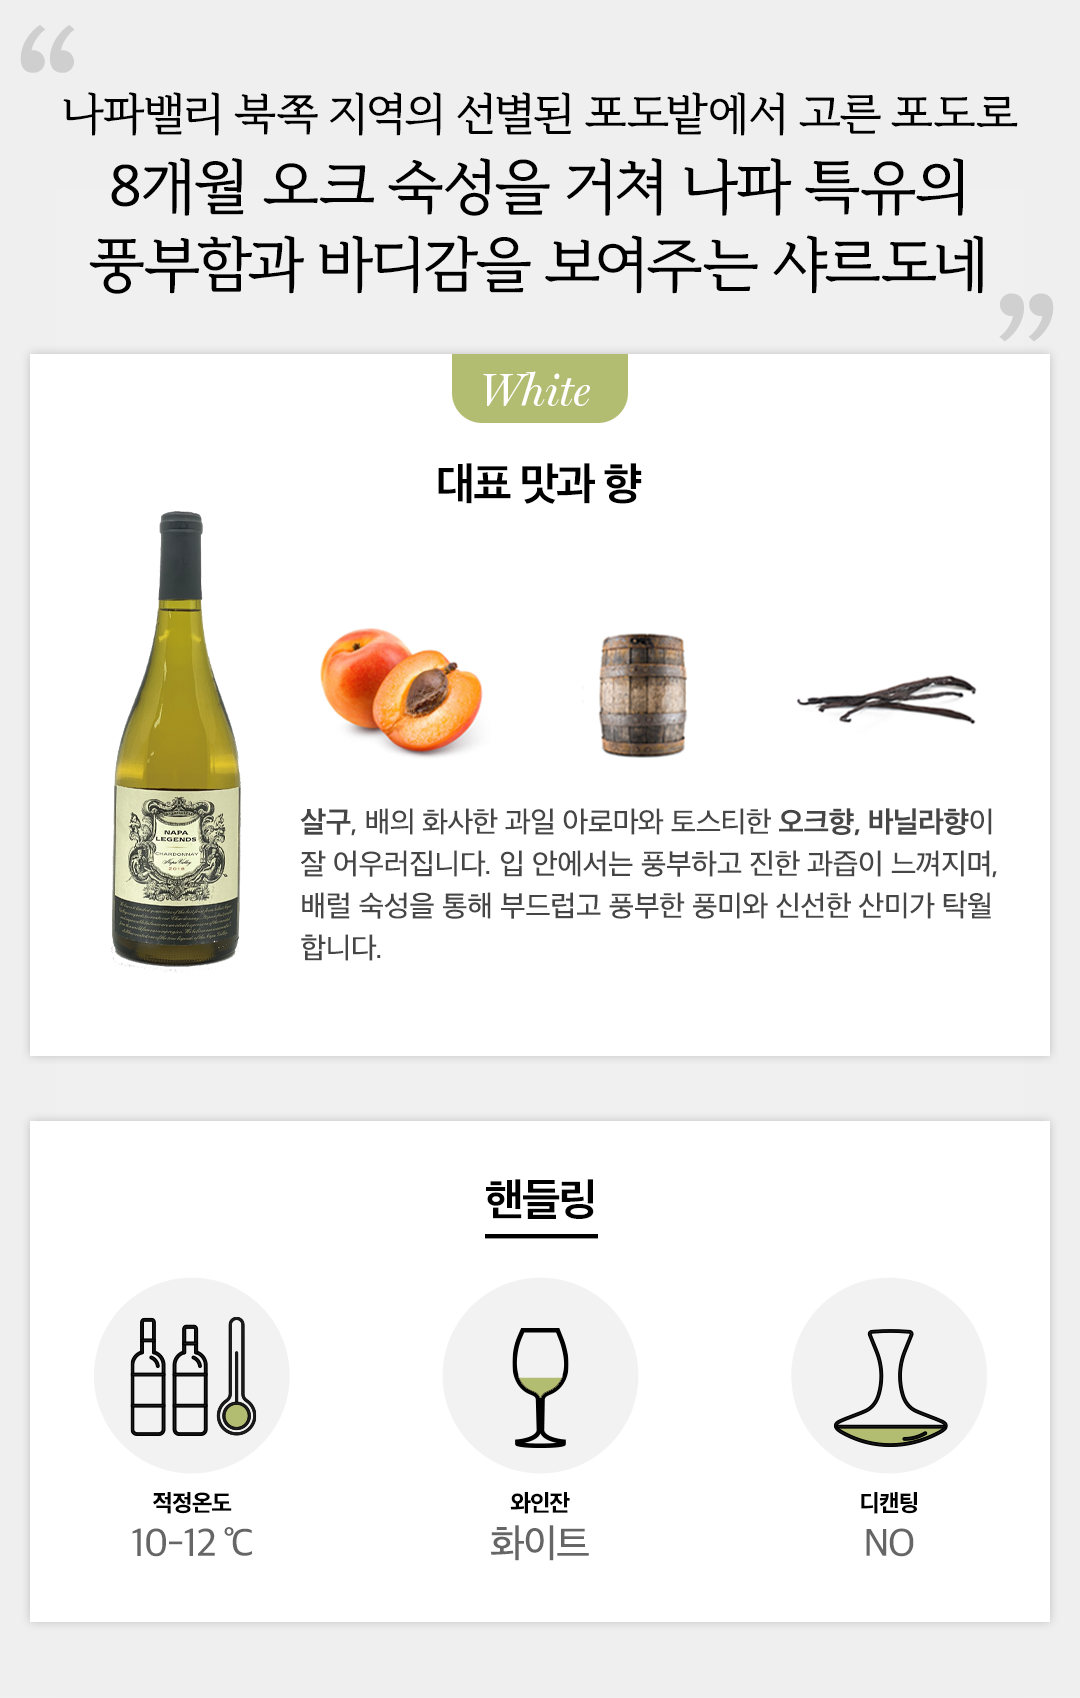 “
나파밸리 북쪽 지역의 선별된 포도밭에서 고른 포도로
8개월 오크 숙성을 거쳐 나파 특유의
풍부함과 바디감을 보여주는 샤르도네
”
White
대표 맛과 향
NAPA
LEGENDS
CHARDONNAY
Napa Valley
살구, 배의 화사한 과일 아로마와 토스티한 오크향, 바닐라향이
잘 어우러집니다. 입 안에서는 풍부하고 진한 과즙이 느껴지며,
배럴 숙성을 통해 부드럽고 풍부한 풍미와 신선한 산미가 탁월
합니다.
핸들링
적정온도
10-12 ℃
와인잔
화이트
디캔팅
NO